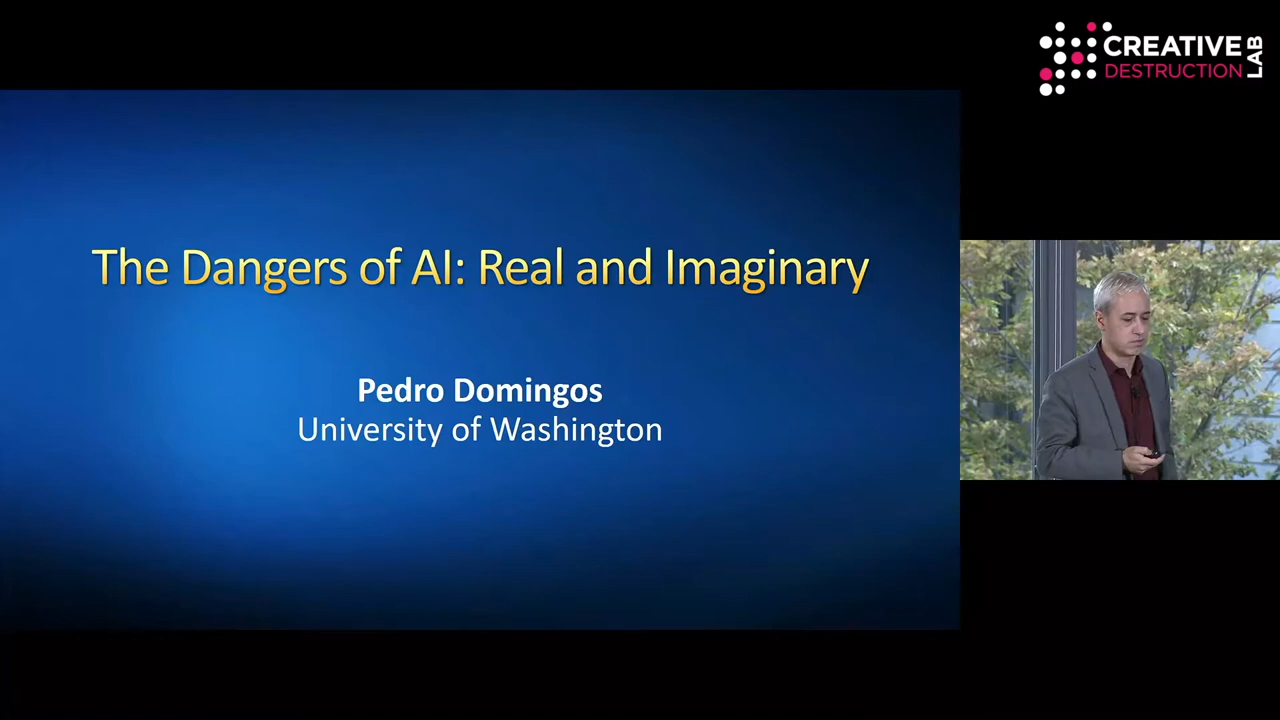 CREATIVE
DESTRUCTION
LAB
The Dangers of AI: Real and Imaginary
Pedro Domingos
University of Washington